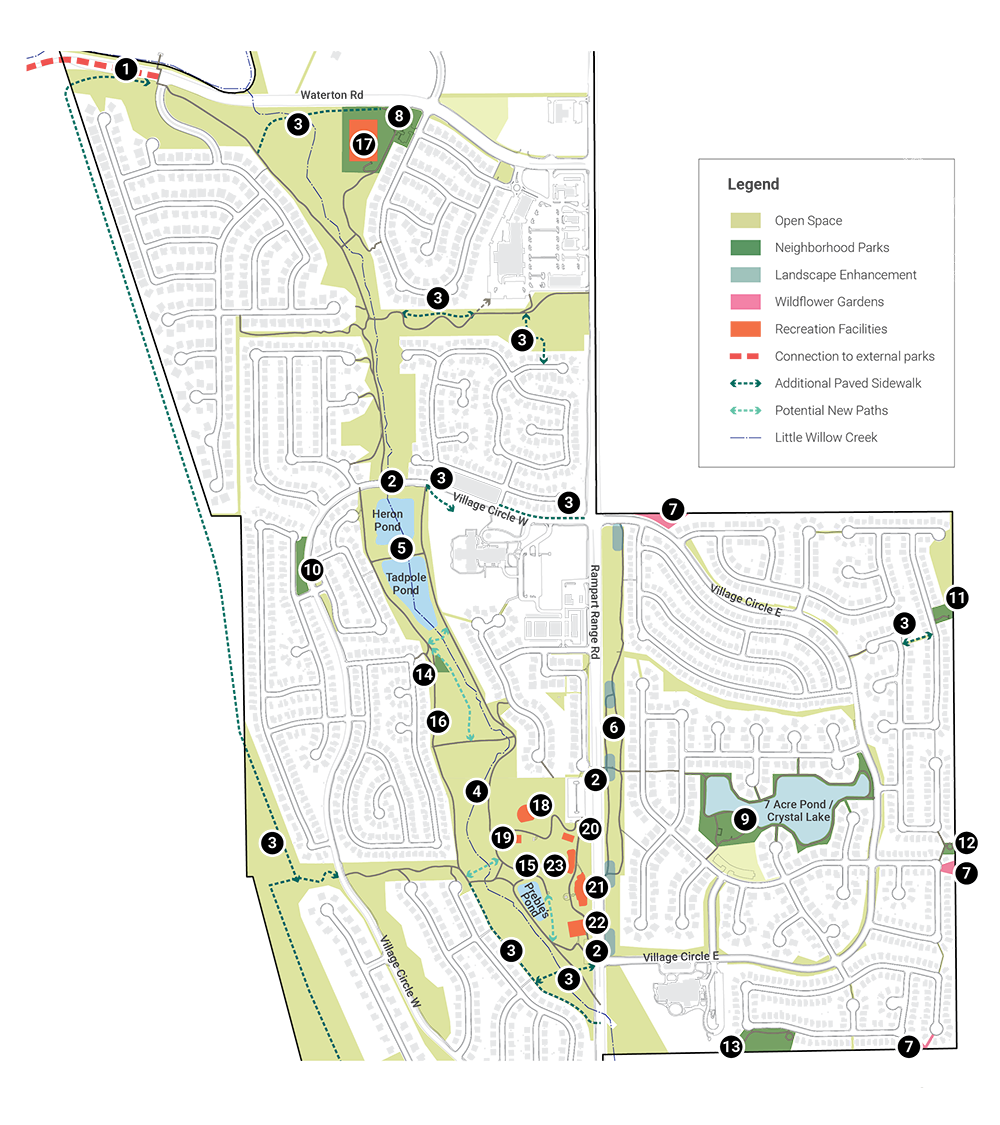 1
Waterton Rd
3
8
17
Legend
Open Space
Neighborhood Parks
Landscape Enhancement
Wildflower Gardens
Recreation Facilities
Connection to external parks
Additional Paved Sidewalk
Potential New Paths
Little Willow Creek
3
3
2
3
Village Circle W
3
7
Heron
Pond
5
Tadpole
Pond
10
Rampart Range Rd
Village Circle E
11
3
14
16
6
2
4
18
7 Acre Pond /
Crystal Lake
9
19
20
3
12
15
23
7
21
Prebles
Pond
22
Village Circle W
3
2
Village Circle E
3
13
7